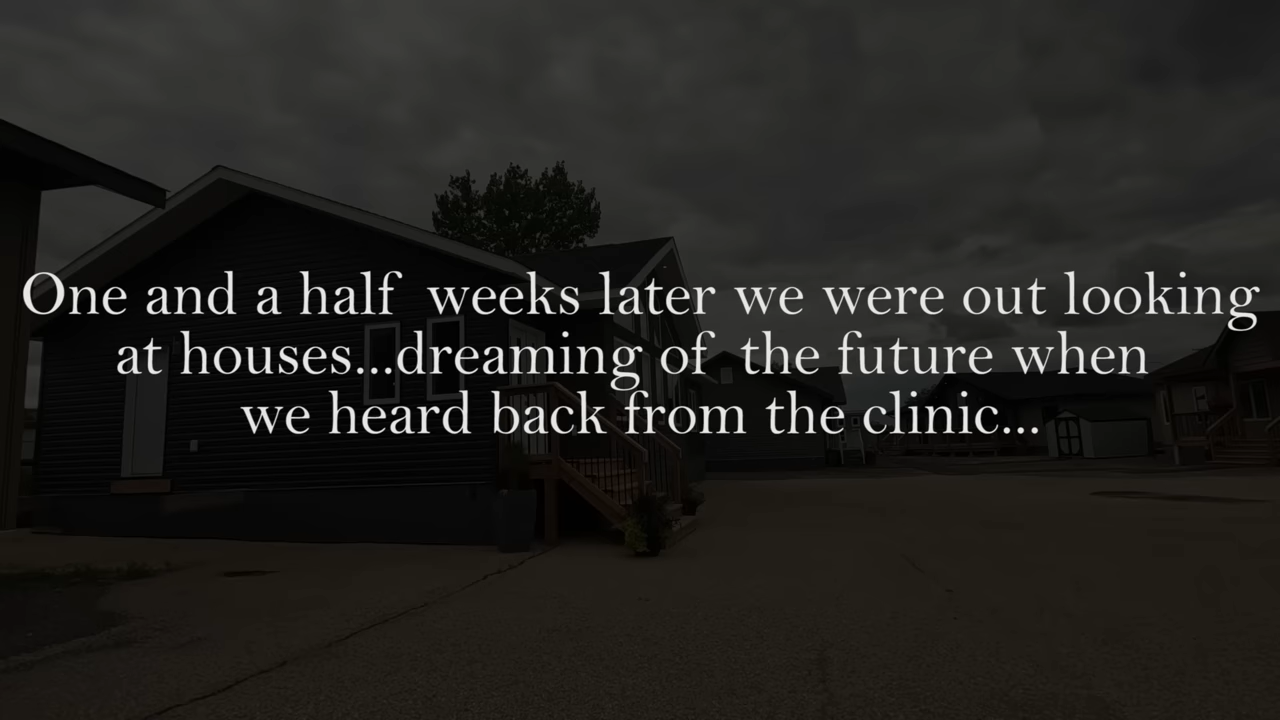 One and a half weeks later we were out looking
at houses...dreaming of the future when
we heard back from the clinic...